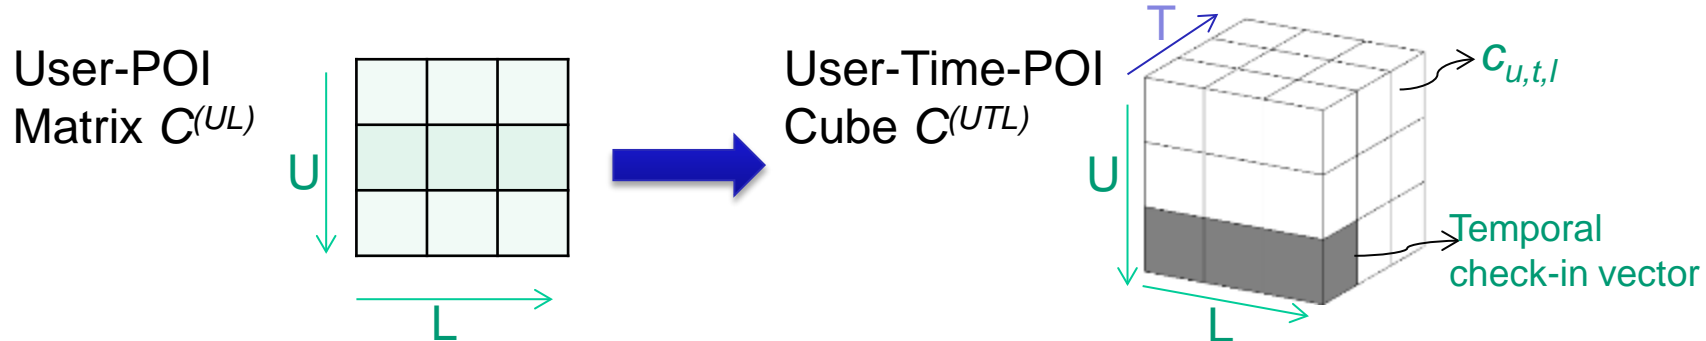 User-POI
Matrix C(UL)
U
L
User-Time-POI
Cube C(UTL)
T
U
L
cu,t,l
Temporal
check-in vector